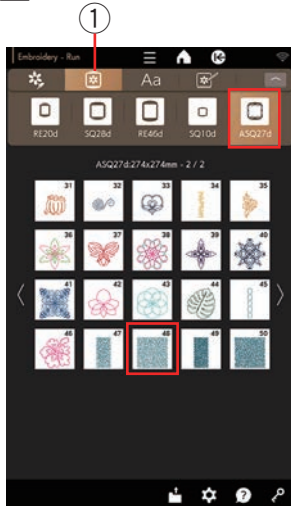 1
Embroidery - Run
Aa
RE20d SQ28d RE46d SQ10d ASQ27d
ASQ27d:274x274mm - 2 / 2
31 32 33 34 35
36 37 38 39 40
41 42 43 44 45
46 47 48 49 50